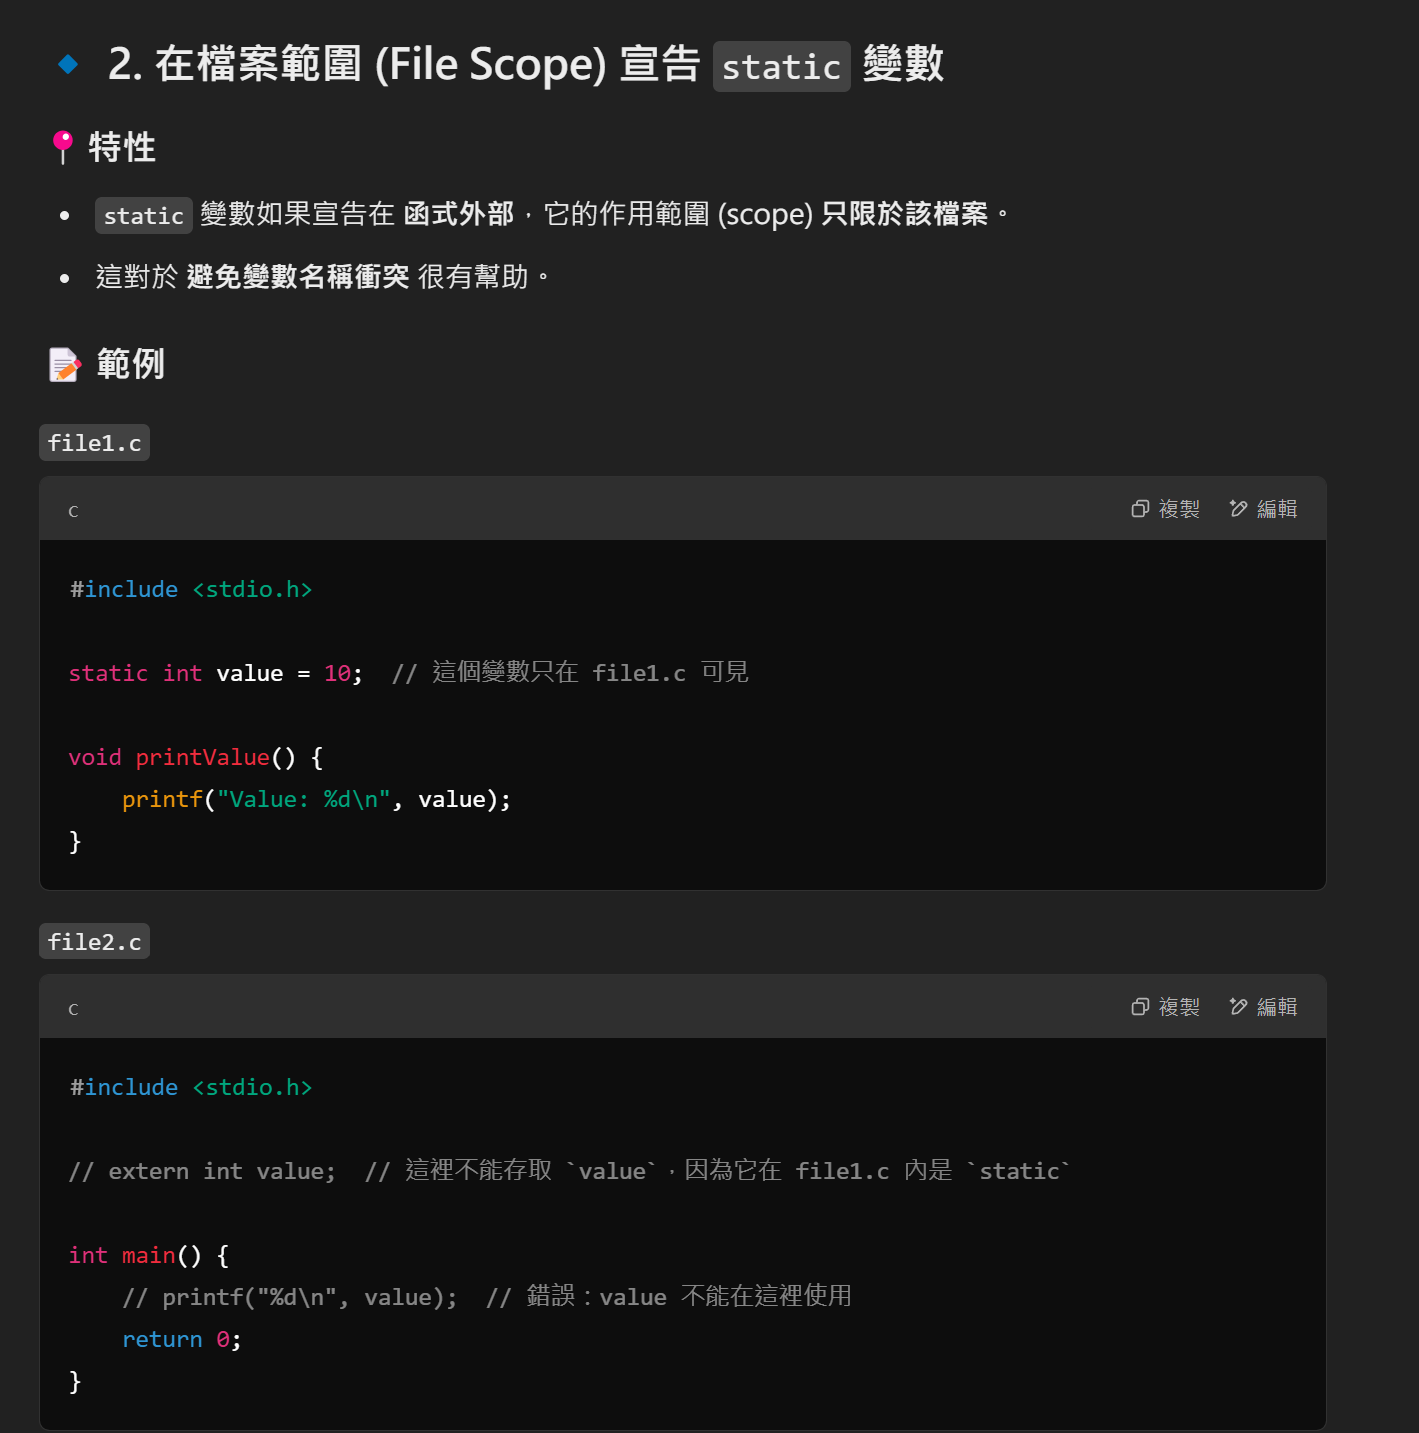 🔹 2. 在檔案範圍 (File Scope) 宣告 static 變數
📍 特性
• static 變數如果宣告在 函式外部，它的作用範圍 (scope) 只限於該檔案。
• 這對於 避免變數名稱衝突 很有幫助。
📝 範例
file1.c
c 複製 編輯
#include <stdio.h>
static int value = 10;  // 這個變數只在 file1.c 可見
void printValue() {
    printf("Value: %d\n", value);
}
file2.c
c 複製 編輯
#include <stdio.h>
// extern int value;  // 這裡不能存取 `value`，因為它在 file1.c 內是 `static`
int main() {
    // printf("%d\n", value);  // 錯誤：value 不能在這裡使用
    return 0;
}